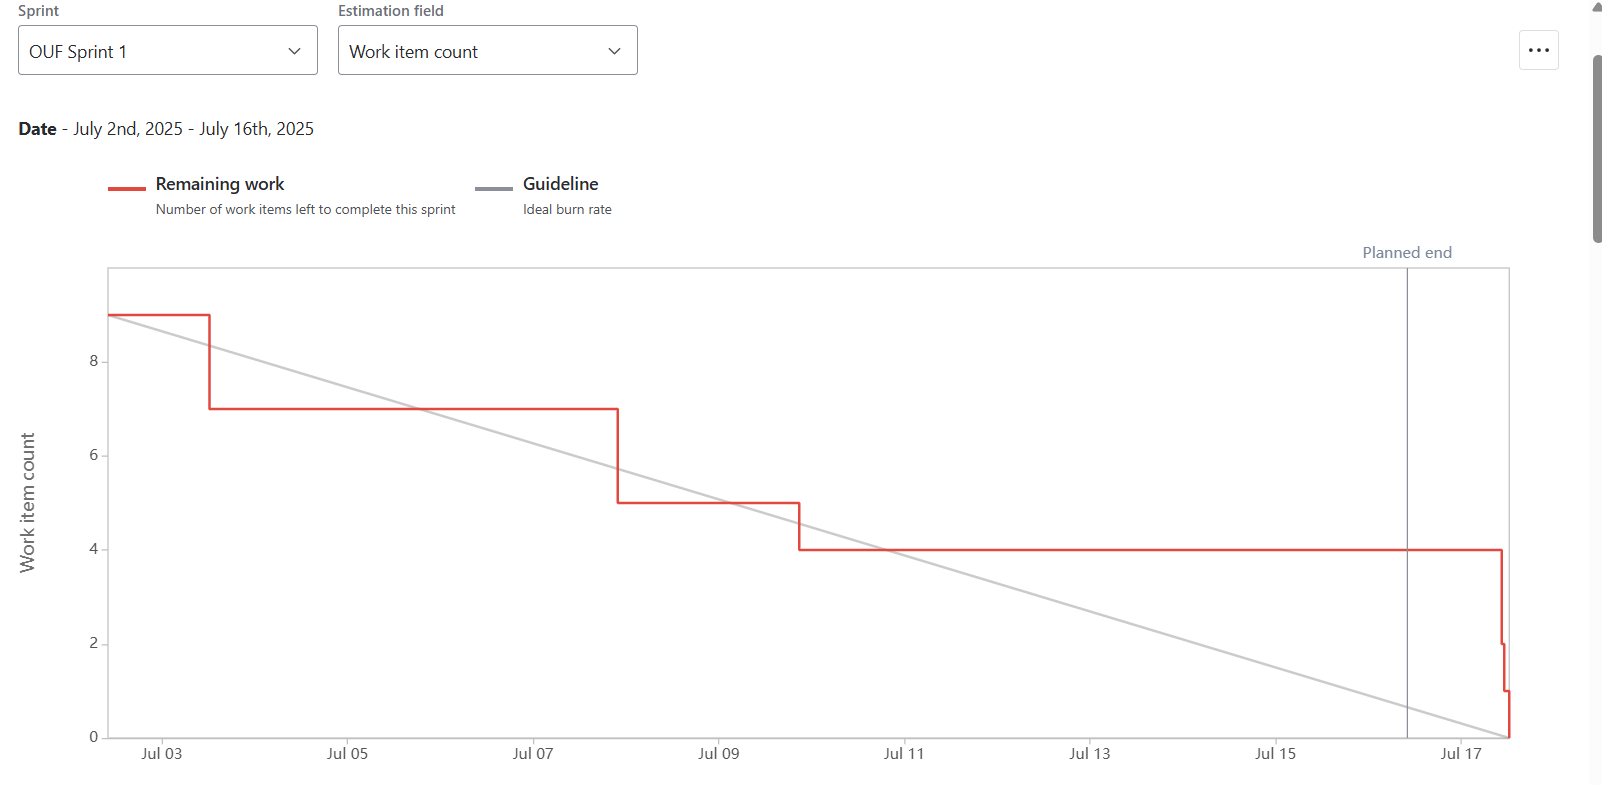 Sprint
Estimation field
OUF Sprint 1
Work item count
Date - July 2nd, 2025 - July 16th, 2025
Remaining work
Number of work items left to complete this sprint
Guideline
Ideal burn rate
Planned end
Work item count
8
6
4
2
0
Jul 03
Jul 05
Jul 07
Jul 09
Jul 11
Jul 13
Jul 15
Jul 17